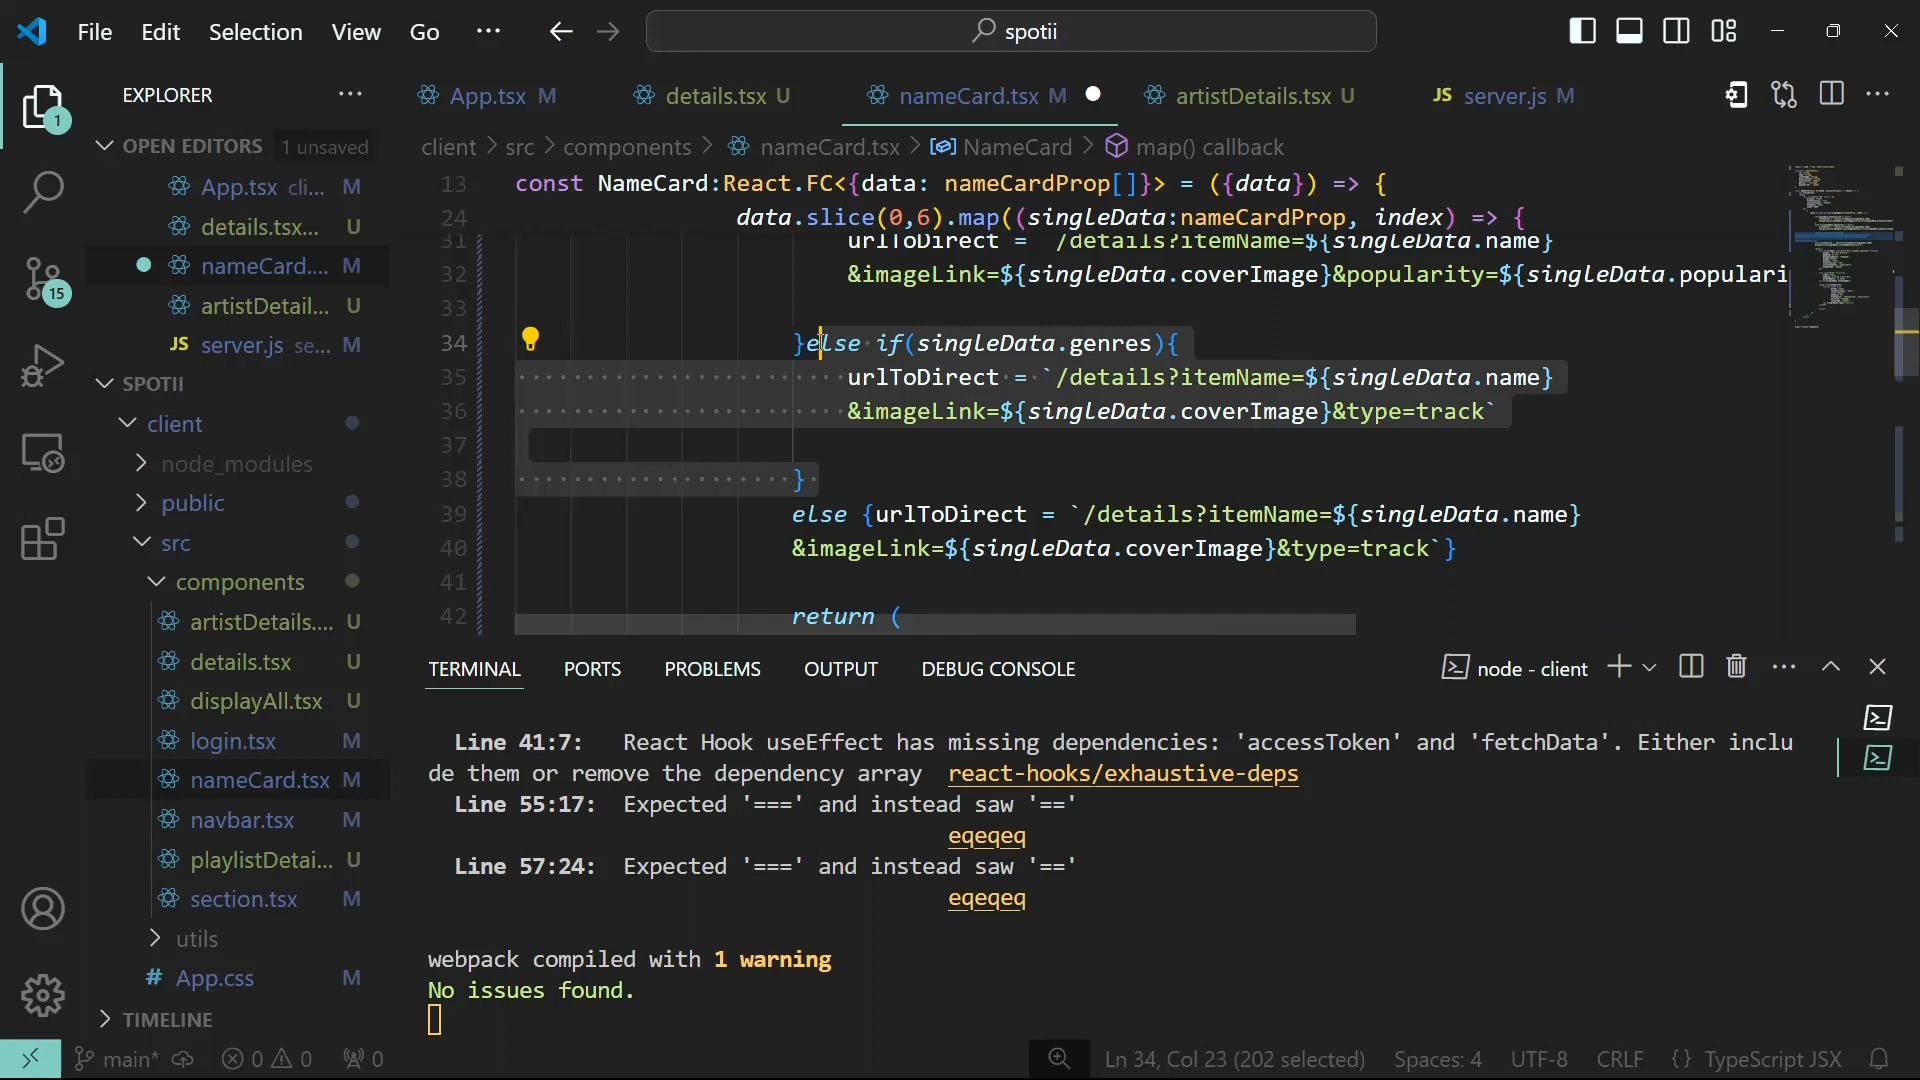 File Edit Selection View Go ··· spotii
EXPLORER ···
OPEN EDITORS 1 unsaved
App.tsx cli... M
details.tsx... U
nameCard.... M
artistDetail... U
JS server.js se... M
SPOTII
client
node_modules
public
src
components
artistDetails.... U
details.tsx U
displayAll.tsx U
login.tsx M
nameCard.tsx M
navbar.tsx M
playlistDetai... U
section.tsx M
utils
# App.css M
TIMELINE
1
15
App.tsx M details.tsx U nameCard.tsx M artistDetails.tsx U JS server.js M
client > src > components > nameCard.tsx > NameCard > map() callback
13 const NameCard:React.FC<{data: nameCardProp[]}> = ({data}) => {
24 data.slice(0,6).map((singleData:nameCardProp, index) => {
31 urlToDirect = `/details?itemName=${singleData.name}
32 &imageLink=${singleData.coverImage}&popularity=${singleData.populari
33
34 }else if(singleData.genres){
35 urlToDirect = `/details?itemName=${singleData.name}
36 &imageLink=${singleData.coverImage}&type=track`
37
38 }
39 else {urlToDirect = `/details?itemName=${singleData.name}
40 &imageLink=${singleData.coverImage}&type=track`}
41
42 return (
TERMINAL PORTS PROBLEMS OUTPUT DEBUG CONSOLE node - client
Line 41:7: React Hook useEffect has missing dependencies: 'accessToken' and 'fetchData'. Either inclu
de them or remove the dependency array react-hooks/exhaustive-deps
Line 55:17: Expected '===' and instead saw '=='
eqeqeq
Line 57:24: Expected '===' and instead saw '=='
eqeqeq
webpack compiled with 1 warning
No issues found.
main* 0 0 0 Ln 34, Col 23 (202 selected) Spaces: 4 UTF-8 CRLF {} TypeScript JSX